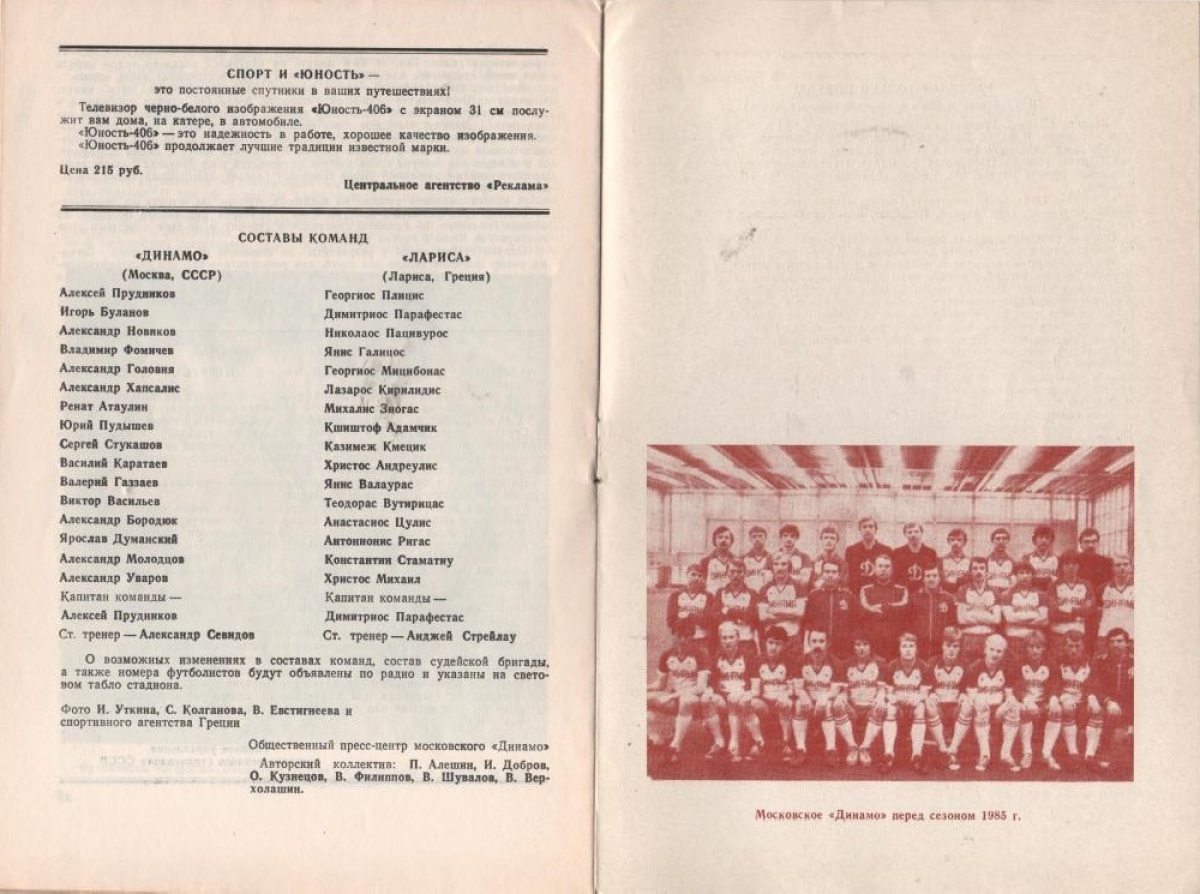 СПОРТ И «ЮНОСТЬ» —
это постоянные спутники в ваших путешествиях!
Телевизор черно-белого изображения «Юность-406» с экраном 31 см послу-
жит вам дома, на катере, в автомобиле.
«Юность-406» — это надежность в работе, хорошее качество изображения.
«Юность-406» продолжает лучшие традиции известной марки.
Цена 215 руб.
Центральное агентство «Реклама»
СОСТАВЫ КОМАНД
«ДИНАМО»
(Москва, СССР)
Алексей Прудников
Игорь Буланов
Александр Новиков
Владимир Фомичев
Александр Головня
Александр Хапсалис
Ренат Атаулин
Юрий Пудышев
Сергей Стукашов
Василий Каратаев
Валерий Газзаев
Виктор Васильев
Александр Бородюк
Ярослав Думанский
Александр Молодцов
Александр Уваров
Капитан команды —
Алексей Прудников
Ст. тренер — Александр Севидов
«ЛАРИСА»
(Лариса, Греция)
Георгиос Плицис
Димитриос Парафестас
Николаос Пацивурос
Янис Галицос
Георгиос Мицибонас
Лазарос Кирилидис
Михалис Зиогас
Кшиштоф Адамчик
Казимеж Кмецик
Христос Андреулис
Янис Валаурас
Теодорас Вутирицас
Анастасиос Цулис
Антоннонис Ригас
Константин Стаматиу
Христос Михаил
Капитан команды —
Димитриос Парафестас
Ст. тренер — Анджей Стрейлау
О возможных изменениях в составах команд, состав судейской бригады,
а также номера футболистов будут объявлены по радио и указаны на свето-
вом табло стадиона.
Фото И. Уткина, С. Колганова, В. Евстигнеева и
спортивного агентства Греции
Общественный пресс-центр московского «Динамо»
Авторский коллектив: П. Алешин, И. Добров,
О. Кузнецов, В. Филиппов, В. Шувалов, В. Вер-
холашин.
Московское «Динамо» перед сезоном 1985 г.